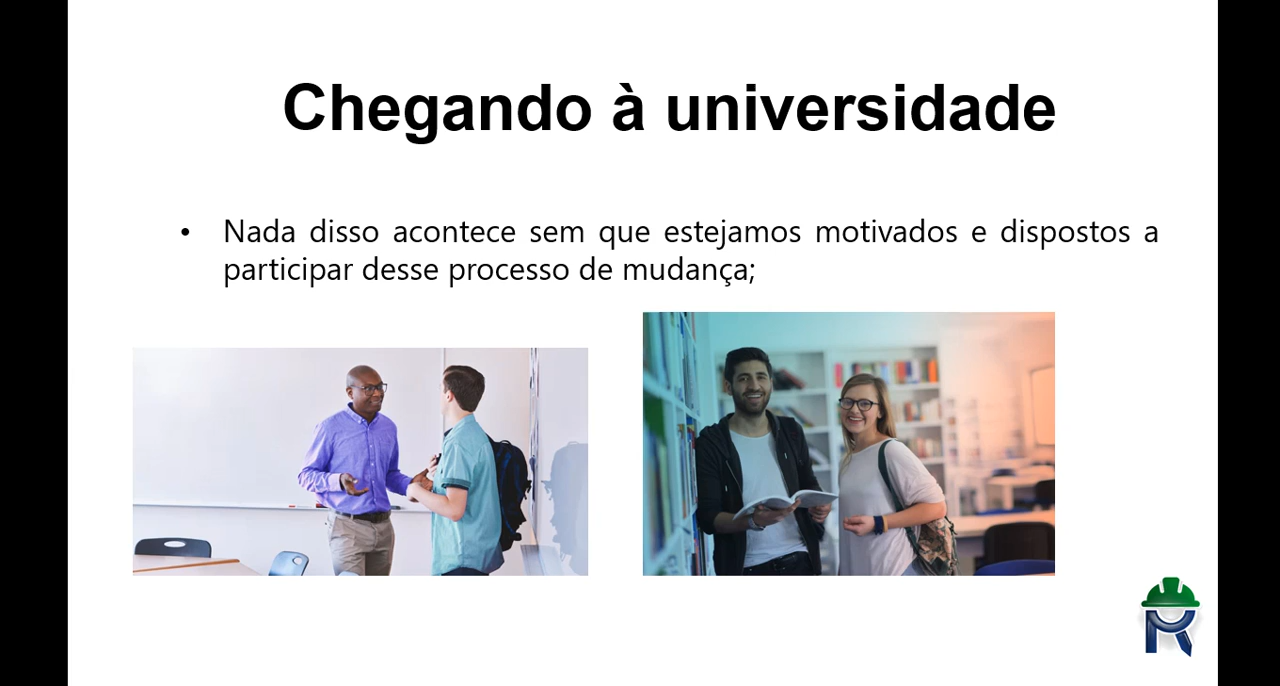 Chegando à universidade
• Nada disso acontece sem que estejamos motivados e dispostos a
participar desse processo de mudança;
R